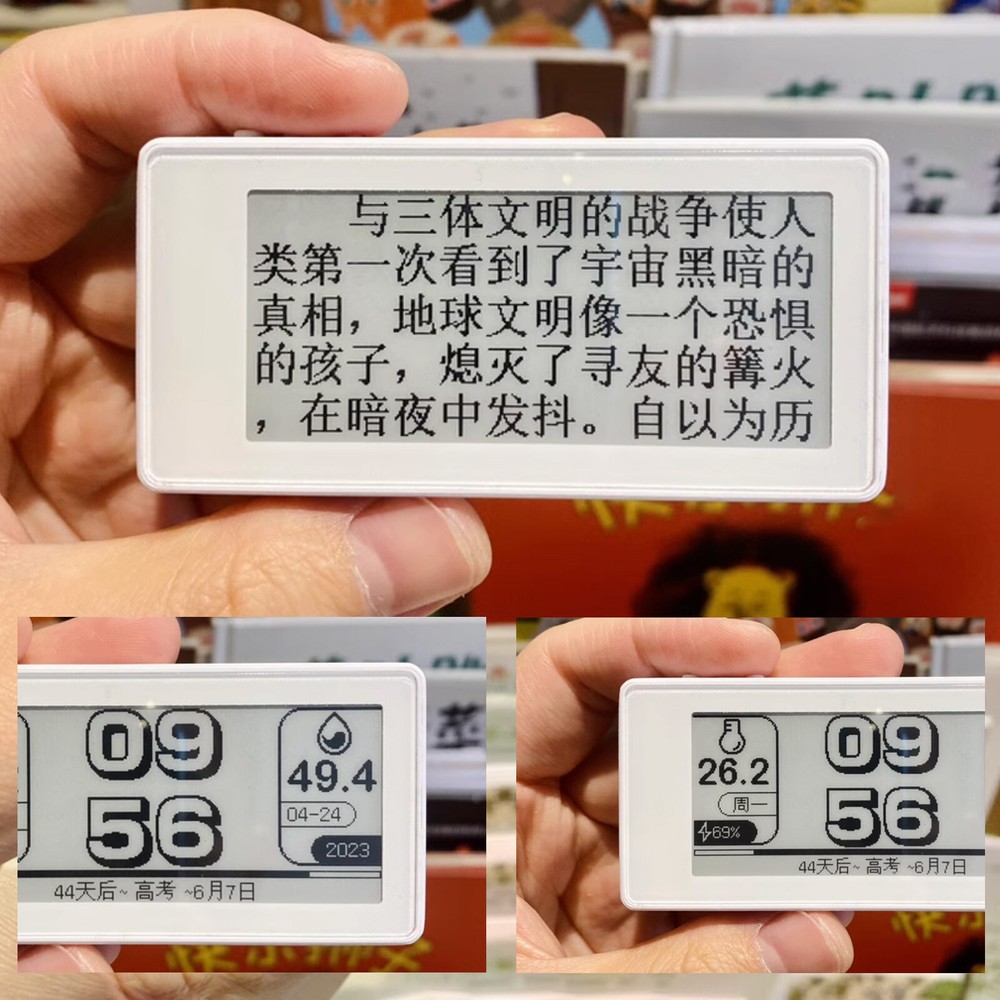 与三体文明的战争使人
类第一次看到了宇宙黑暗的
真相，地球文明像一个恐惧
的孩子，熄灭了寻友的篝火
，在暗夜中发抖。自以为历
09
56
49.4
04-24
2023
44天后~ 高考 ~6月7日
26.2
周一
69%
09
56
44天后~ 高考 ~6月7日